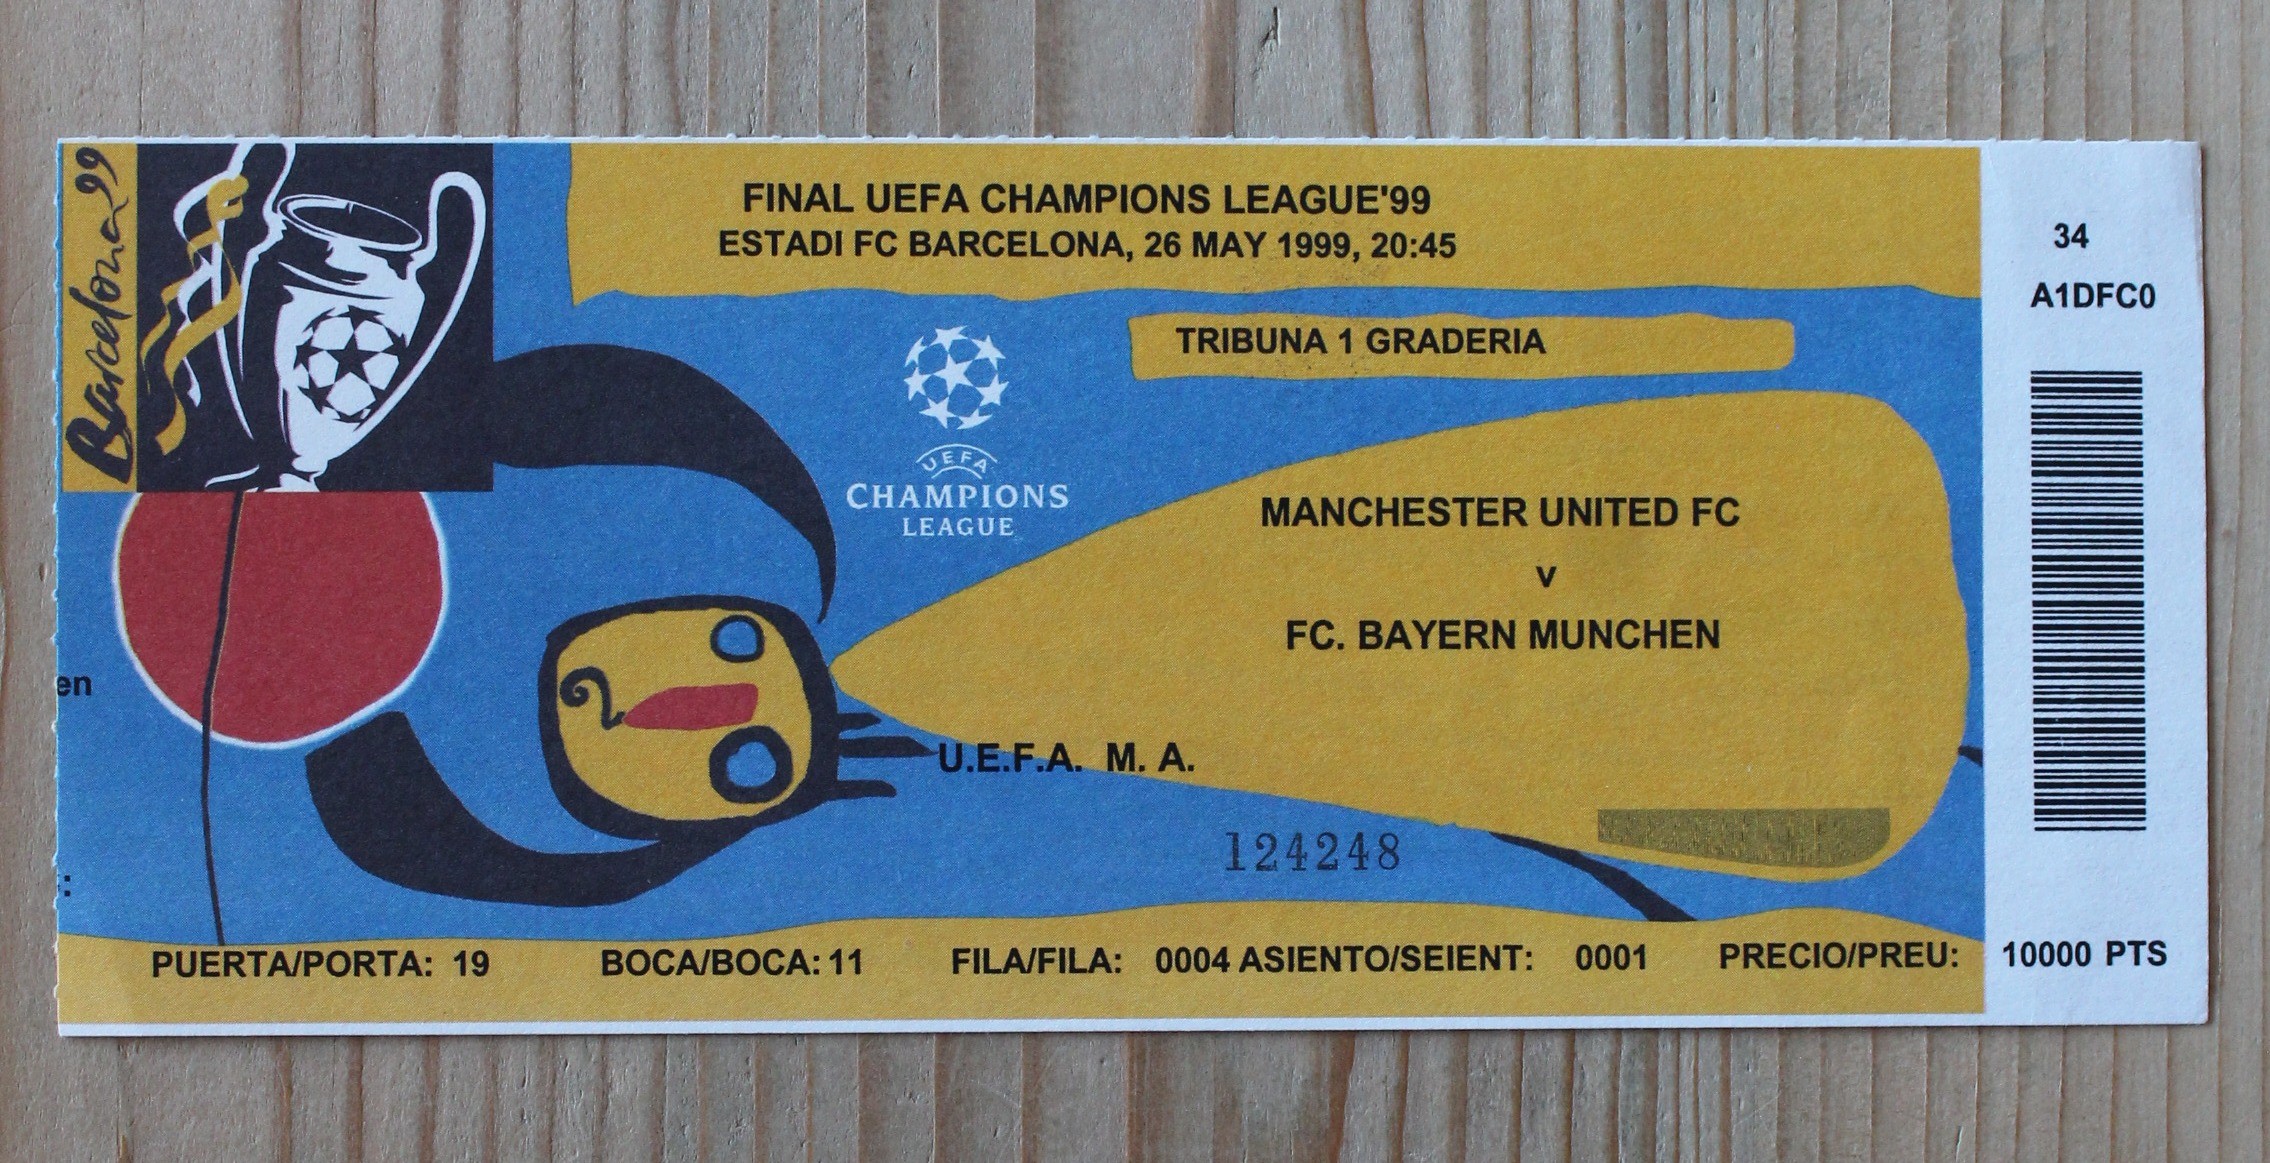 Barcelona 99
FINAL UEFA CHAMPIONS LEAGUE'99
ESTADI FC BARCELONA, 26 MAY 1999, 20:45
34
A1DFC0
TRIBUNA 1 GRADERIA
UEFA
CHAMPIONS
LEAGUE
MANCHESTER UNITED FC
v
FC. BAYERN MUNCHEN
en
U.E.F.A. M. A.
124248
:
PUERTA/PORTA: 19 BOCA/BOCA: 11 FILA/FILA: 0004 ASIENTO/SEIENT: 0001 PRECIO/PREU: 10000 PTS